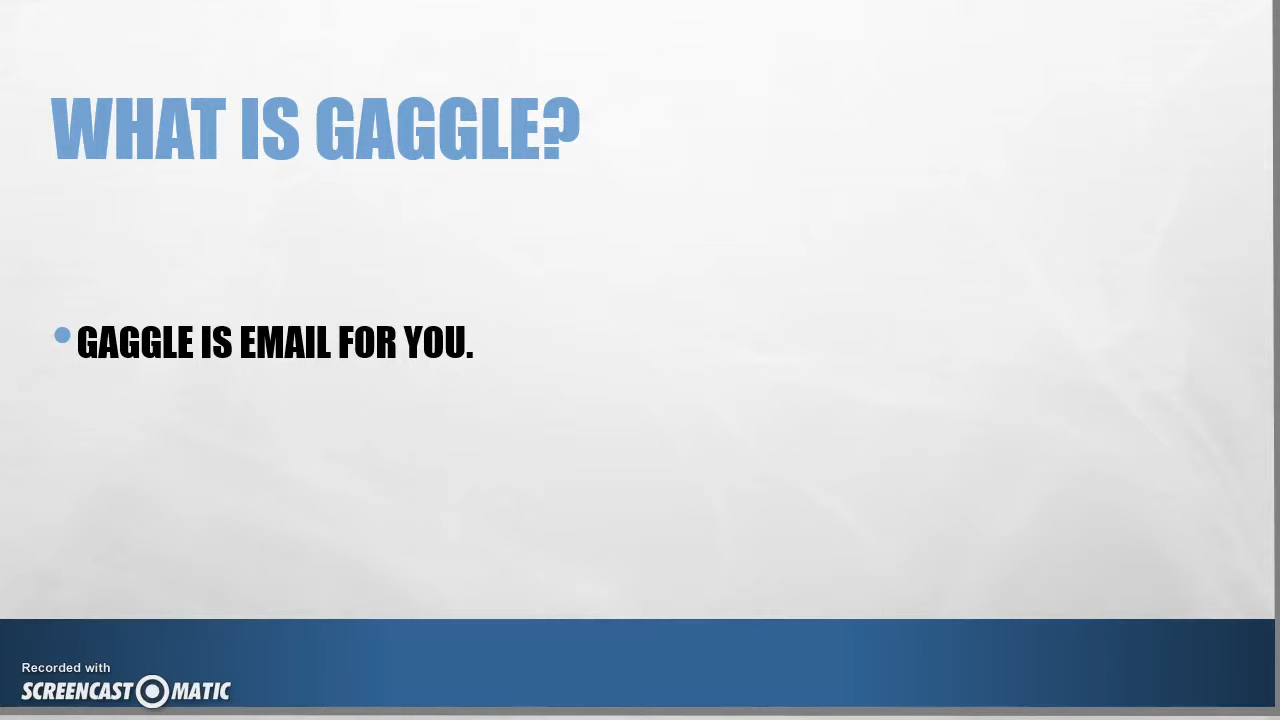 WHAT IS GAGGLE?
GAGGLE IS EMAIL FOR YOU.
Recorded with
SCREENCAST MATIC